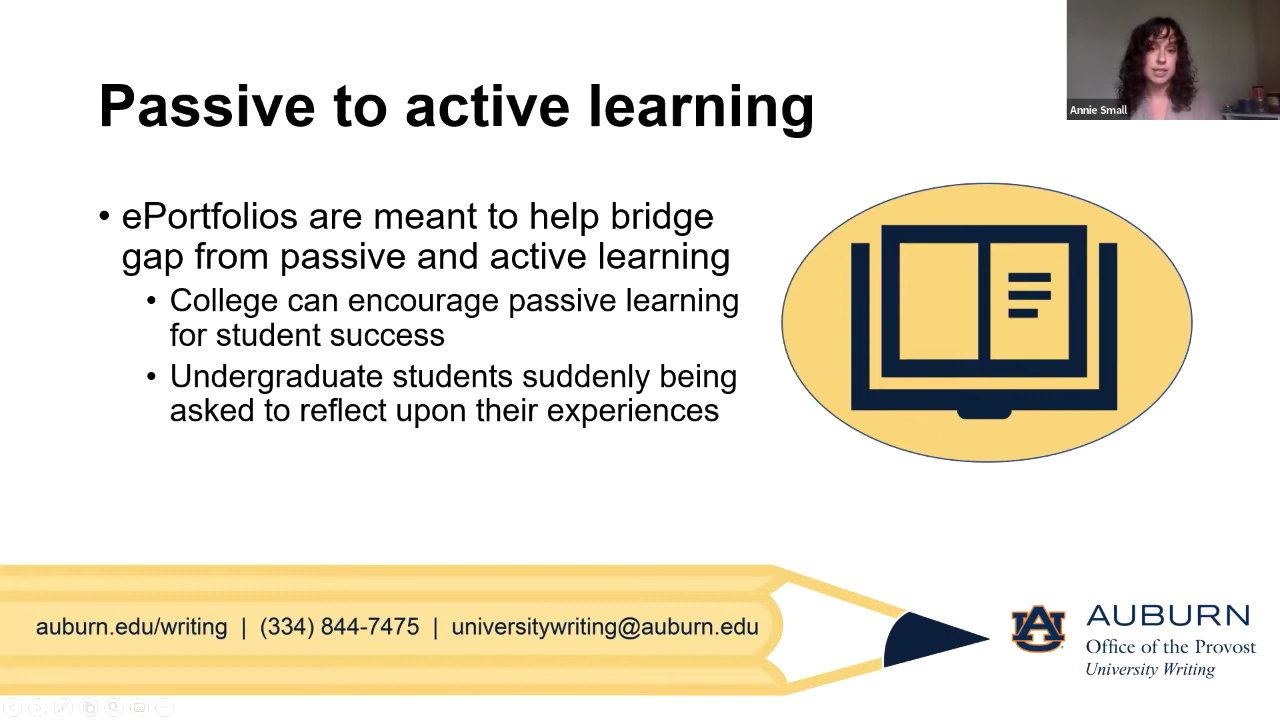 Passive to active learning
Annie Small
• ePortfolios are meant to help bridge
gap from passive and active learning
• College can encourage passive learning
for student success
• Undergraduate students suddenly being
asked to reflect upon their experiences
auburn.edu/writing | (334) 844-7475 | universitywriting@auburn.edu
AU
AUBURN
Office of the Provost
University Writing